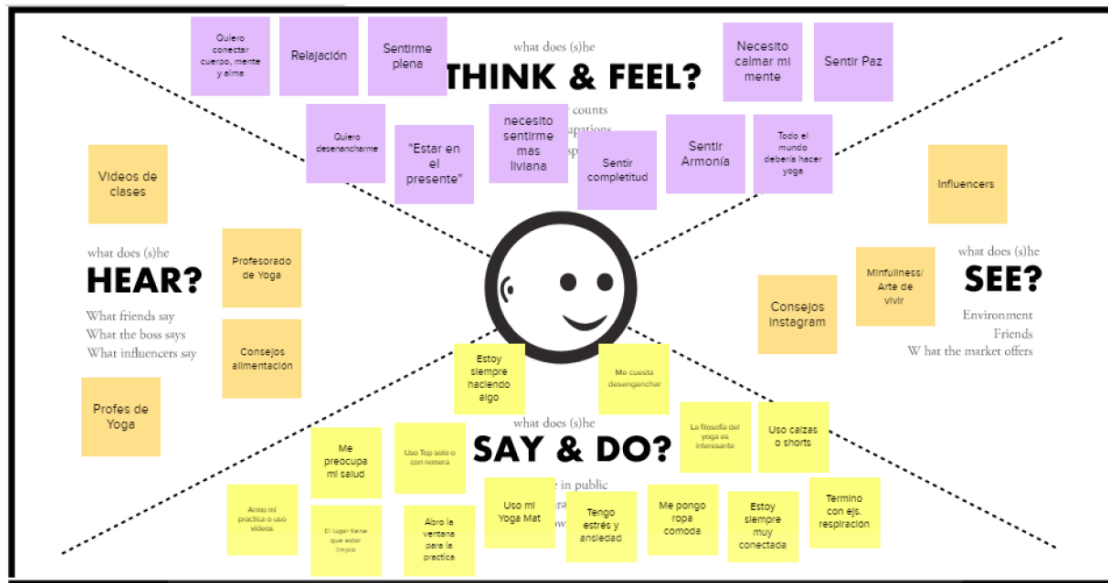 Quiero
conectar
cuerpo, mente
y alma
Relajación
Sentirme
plena
what does (s)he
THINK & FEEL?
counts
Necesito
calmar mi
mente
Sentir Paz
Quiero
desenancharme
"Estar en
el
presente"
necesito
sentirme
mas
liviana
Sentir
completitud
Sentir
Armonía
Todo el
mundo
debería hacer
yoga
Videos de
clases
what does (s)he
HEAR?
What friends say
What the boss says
What influencers say
Profesorado
de Yoga
Consejos
alimentación
Profes de
Yoga
Influencers
Minfullness/
Arte de
vivir
Consejos
Instagram
what does (s)he
SEE?
Environment
Friends
W hat the market offers
Estoy
siempre
haciendo
algo
Me cuesta
desenganchar
what does (s)he
SAY & DO?
in public
Me
preocupa
mi salud
Uso Top solo o
con remera
La filosofía del
yoga es
interesante
Uso calzas
o shorts
Armo mi
practica o uso
videos
El lugar tiene
que estar
limpio
Abro la
ventana
para la
practica
Uso mi
Yoga Mat
Tengo
estrés y
ansiedad
Me pongo
ropa
comoda
Estoy
siempre
muy
conectada
Termino
con ejs.
respiración